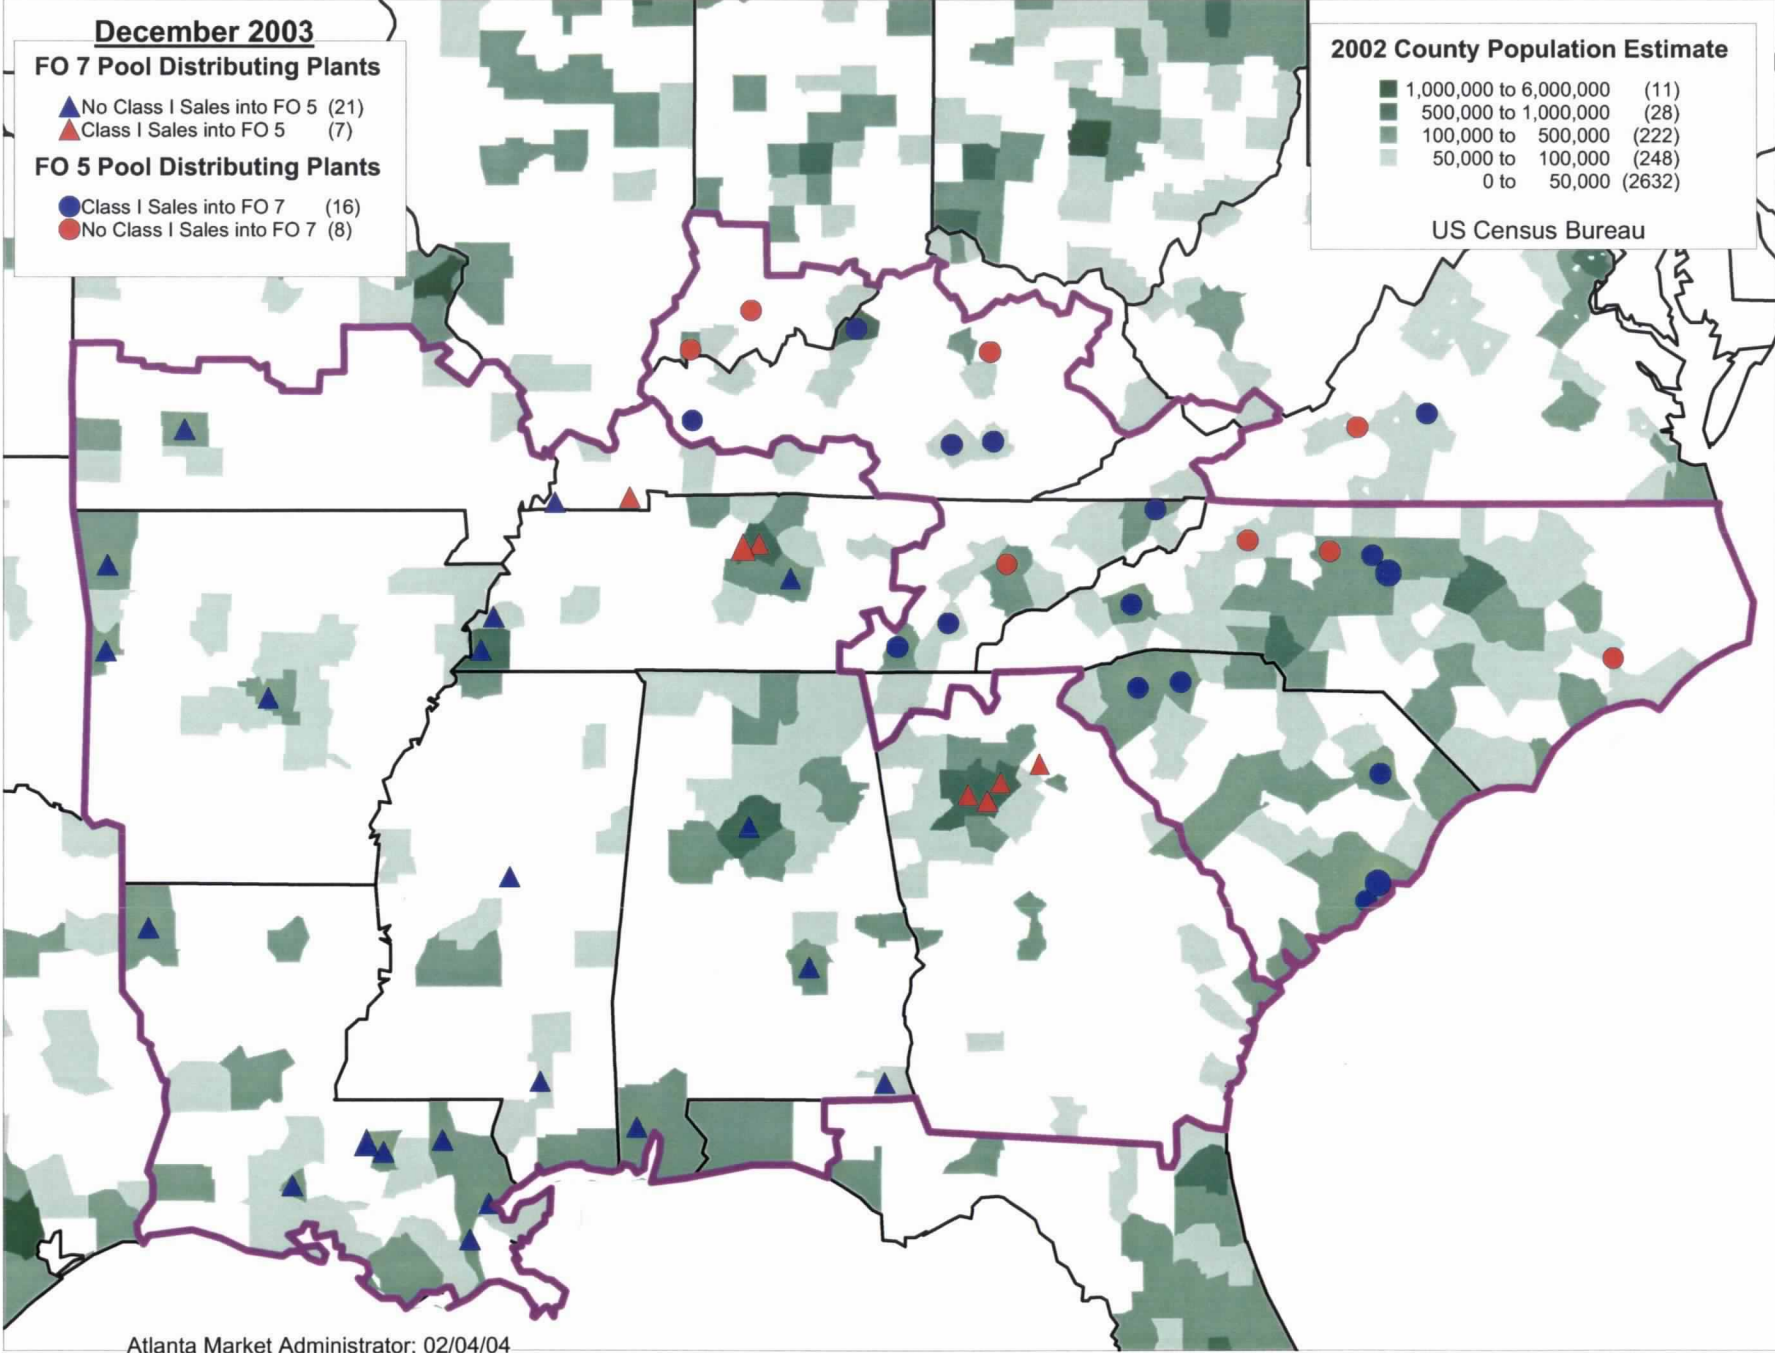 December 2003
FO 7 Pool Distributing Plants
No Class I Sales into FO 5 (21)
Class I Sales into FO 5 (7)
FO 5 Pool Distributing Plants
Class I Sales into FO 7 (16)
No Class I Sales into FO 7 (8)
2002 County Population Estimate
1,000,000 to 6,000,000 (11)
500,000 to 1,000,000 (28)
100,000 to 500,000 (222)
50,000 to 100,000 (248)
0 to 50,000 (2632)
US Census Bureau
Atlanta Market Administrator: 02/04/04